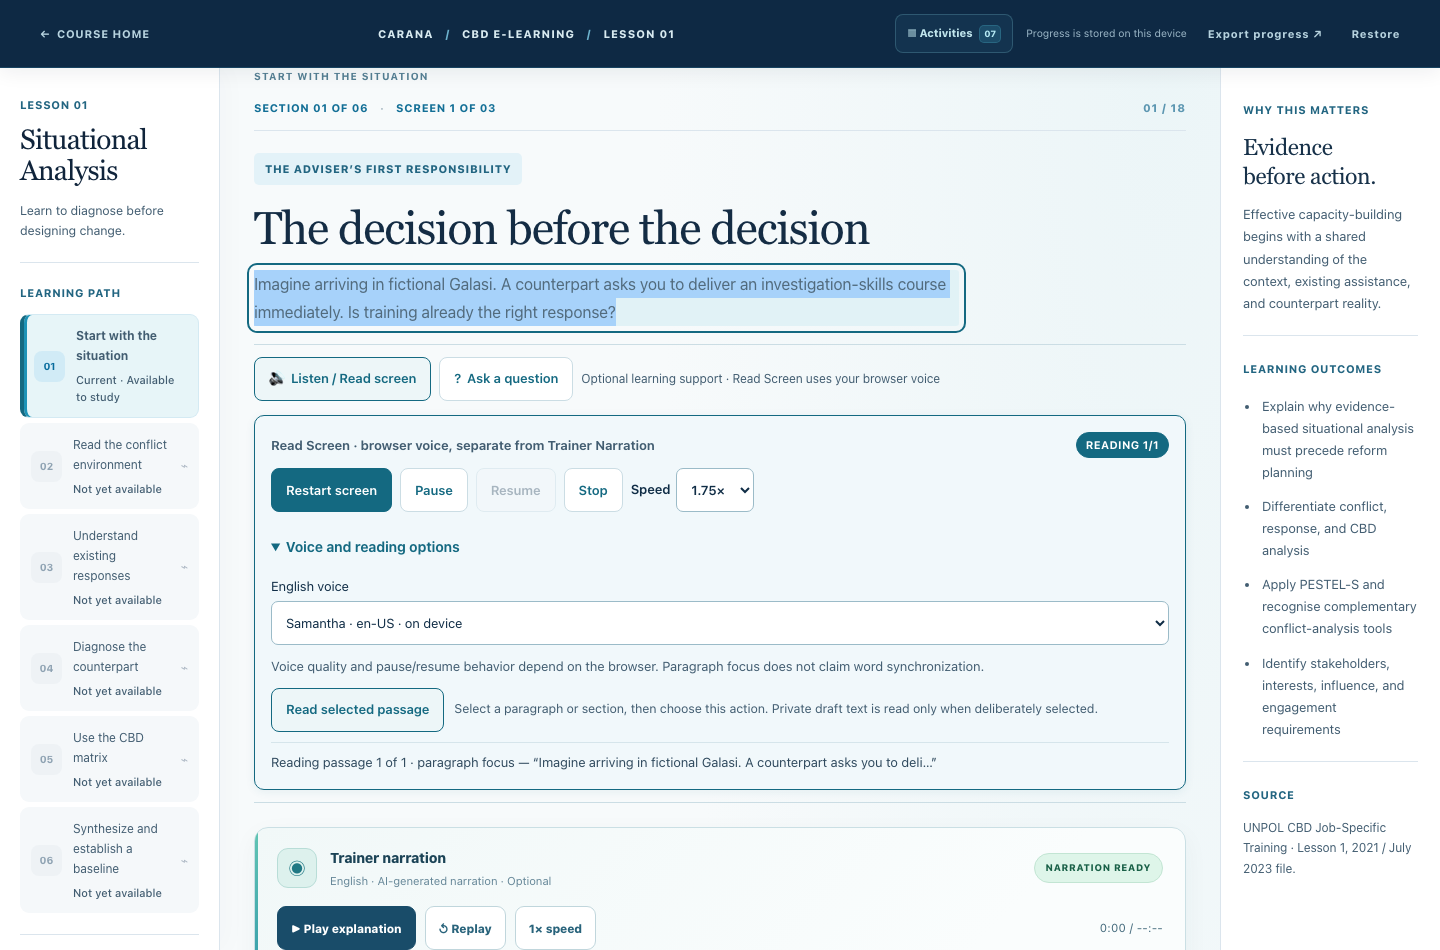 ← COURSE HOME
CARANA / CBD E-LEARNING / LESSON 01
Activities 07
Progress is stored on this device
Export progress ↗
Restore
LESSON 01
Situational
Analysis
Learn to diagnose before
designing change.
LEARNING PATH
01
Start with the
situation
Current · Available
to study
02
Read the conflict
environment
Not yet available
03
Understand
existing
responses
Not yet available
04
Diagnose the
counterpart
Not yet available
05
Use the CBD
matrix
Not yet available
06
Synthesize and
establish a
baseline
Not yet available
START WITH THE SITUATION
SECTION 01 OF 06 · SCREEN 1 OF 03
01 / 18
THE ADVISER'S FIRST RESPONSIBILITY
The decision before the decision
Imagine arriving in fictional Galasi. A counterpart asks you to deliver an investigation-skills course
immediately. Is training already the right response?
Listen / Read screen
? Ask a question
Optional learning support · Read Screen uses your browser voice
Read Screen · browser voice, separate from Trainer Narration
READING 1/1
Restart screen
Pause
Resume
Stop
Speed
1.75×
▼ Voice and reading options
English voice
Samantha · en-US · on device
Voice quality and pause/resume behavior depend on the browser. Paragraph focus does not claim word synchronization.
Read selected passage
Select a paragraph or section, then choose this action. Private draft text is read only when deliberately selected.
Reading passage 1 of 1 · paragraph focus — “Imagine arriving in fictional Galasi. A counterpart asks you to deli…”
Trainer narration
English · AI-generated narration · Optional
NARRATION READY
▶ Play explanation
↺ Replay
1× speed
0:00 / --:--
WHY THIS MATTERS
Evidence
before action.
Effective capacity-building
begins with a shared
understanding of the
context, existing assistance,
and counterpart reality.
LEARNING OUTCOMES
• Explain why evidence-
based situational analysis
must precede reform
planning
• Differentiate conflict,
response, and CBD
analysis
• Apply PESTEL-S and
recognise complementary
conflict-analysis tools
• Identify stakeholders,
interests, influence, and
engagement
requirements
SOURCE
UNPOL CBD Job-Specific
Training · Lesson 1, 2021 / July
2023 file.